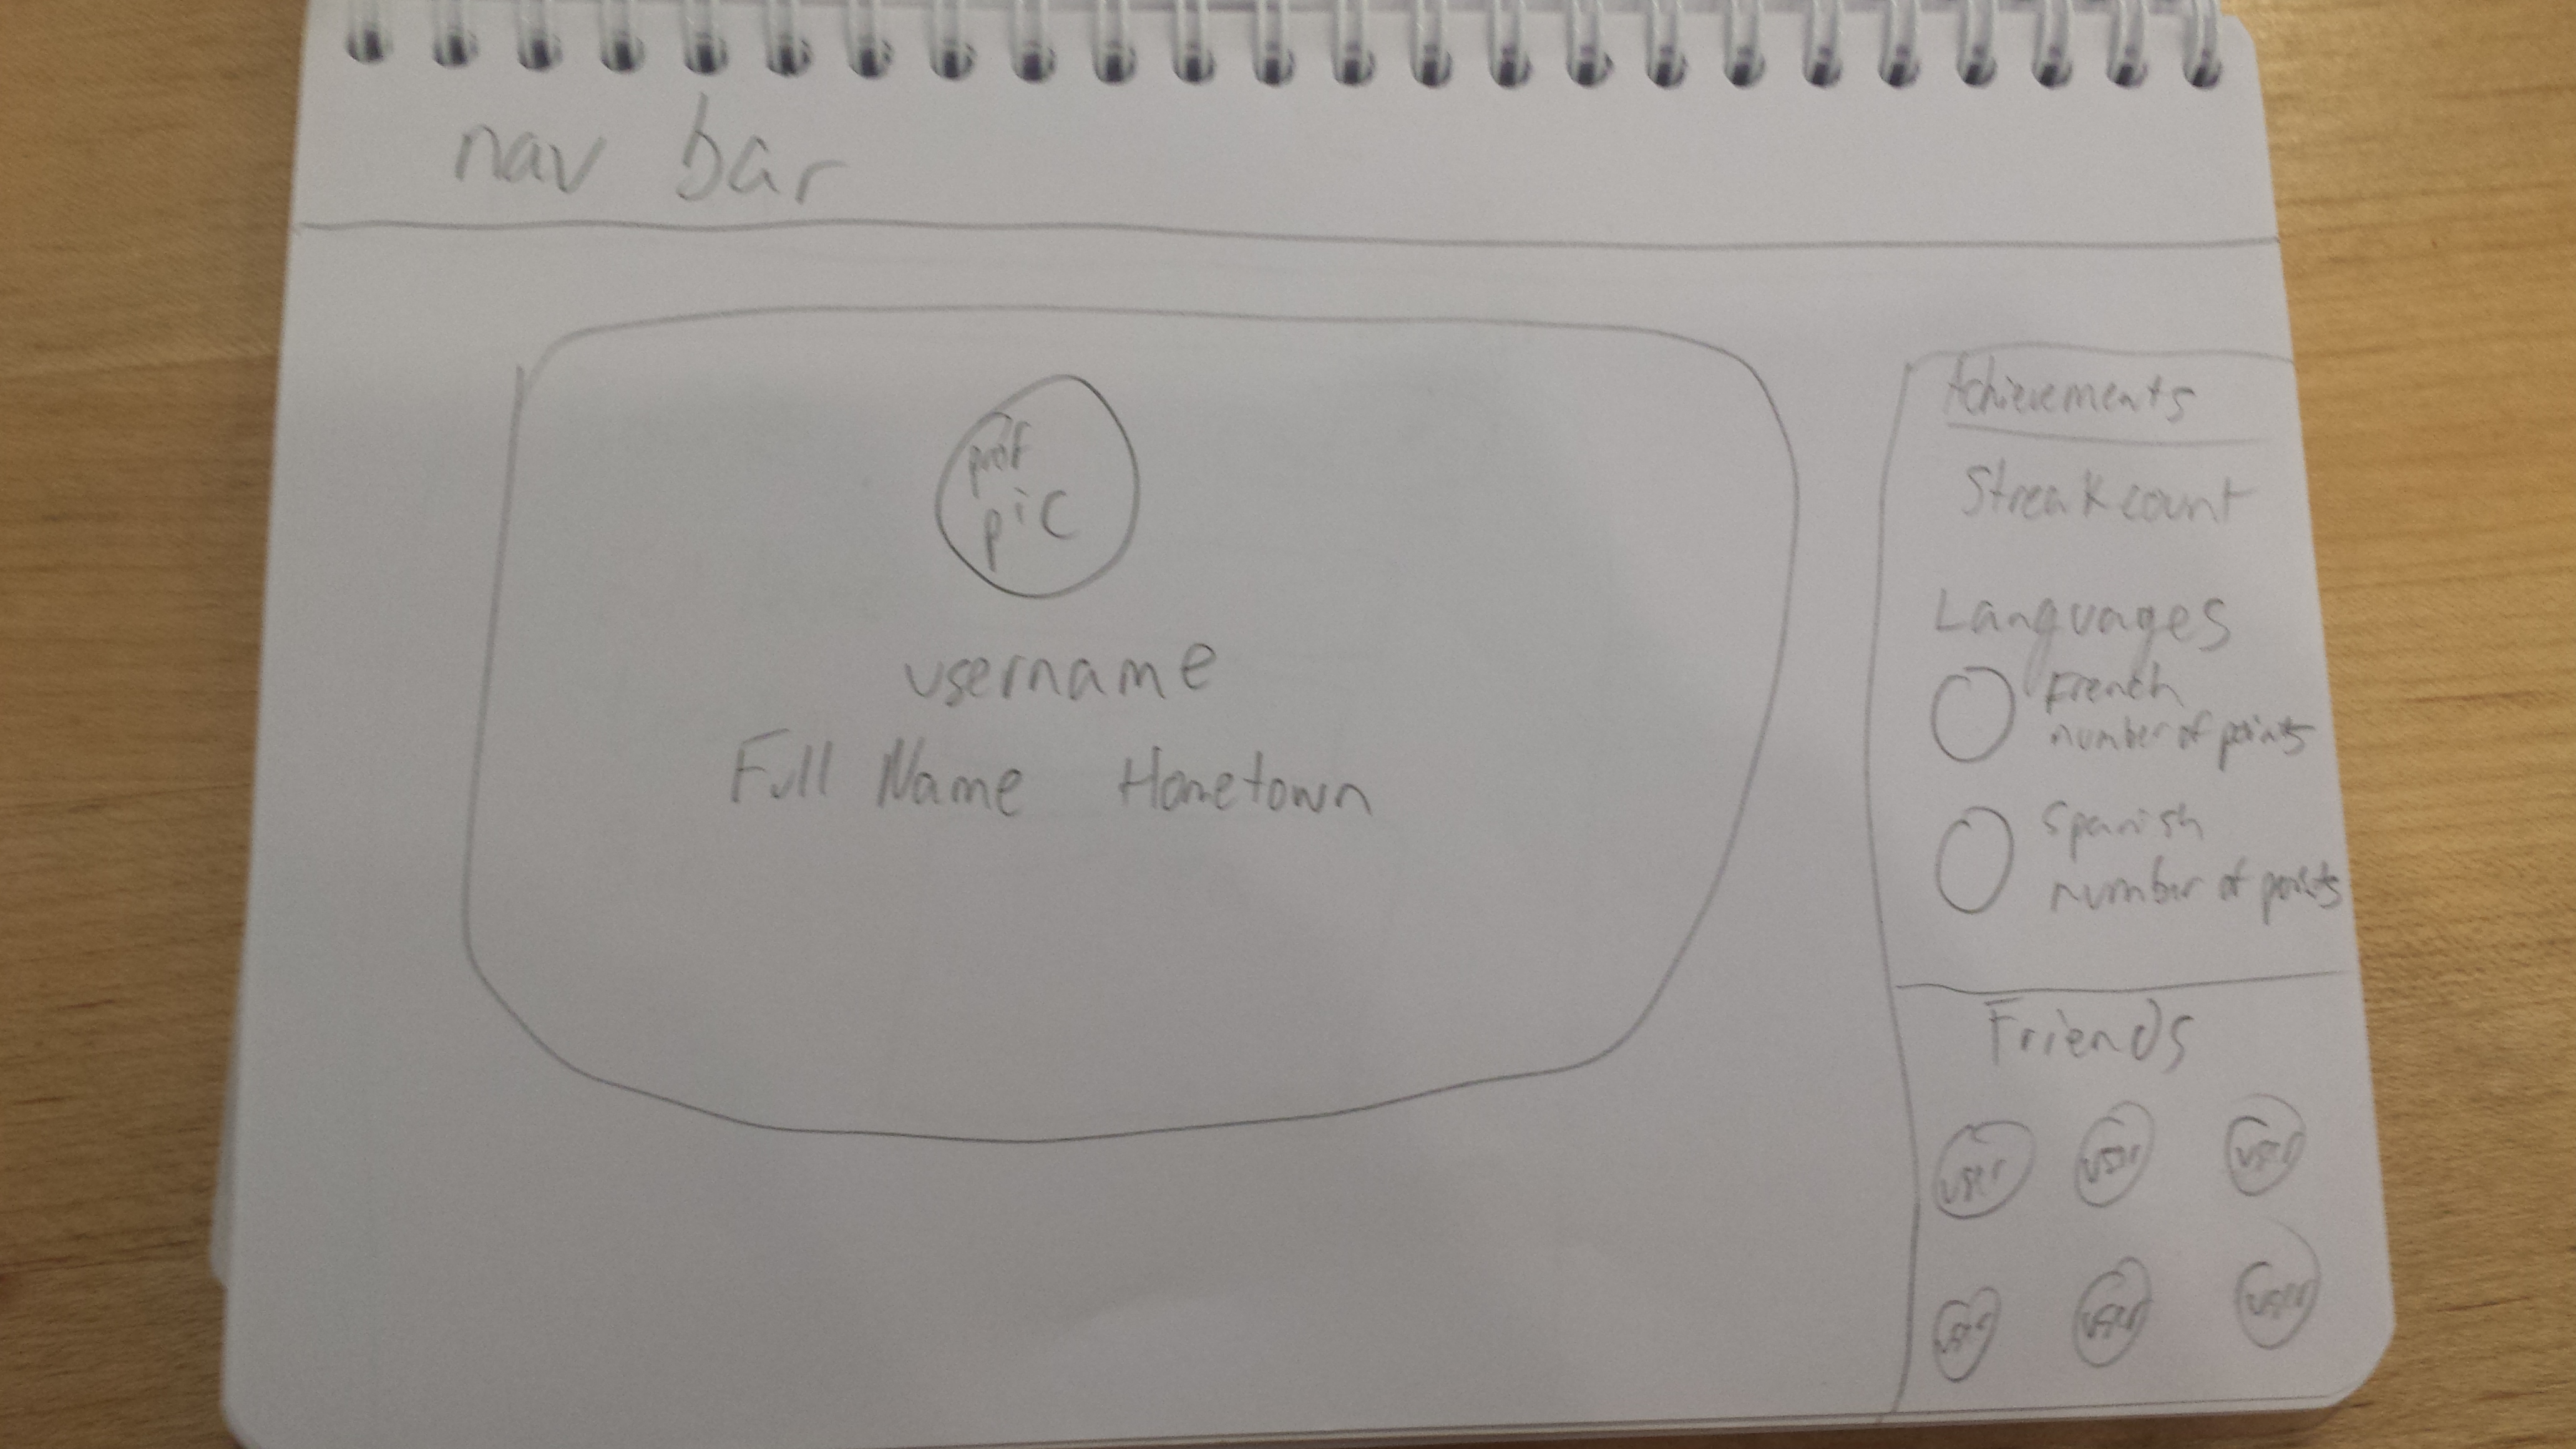 nav bar
prof
pic
username
Full Name Hometown
Achievements
Streak count
Languages
French
number of points
Spanish
number of points
Friends
user user user
user user user